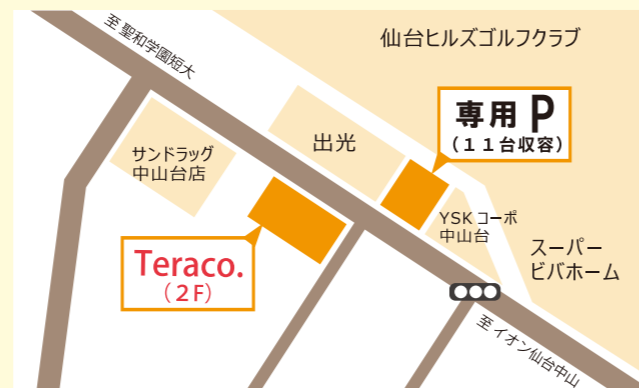 至 聖和学園短大
仙台ヒルズゴルフクラブ
専用 P
（１１台収容）
出光
サンドラッグ
中山台店
YSKコーポ
中山台
スーパー
ビバホーム
Teraco.
（２F）
至 イオン仙台中山